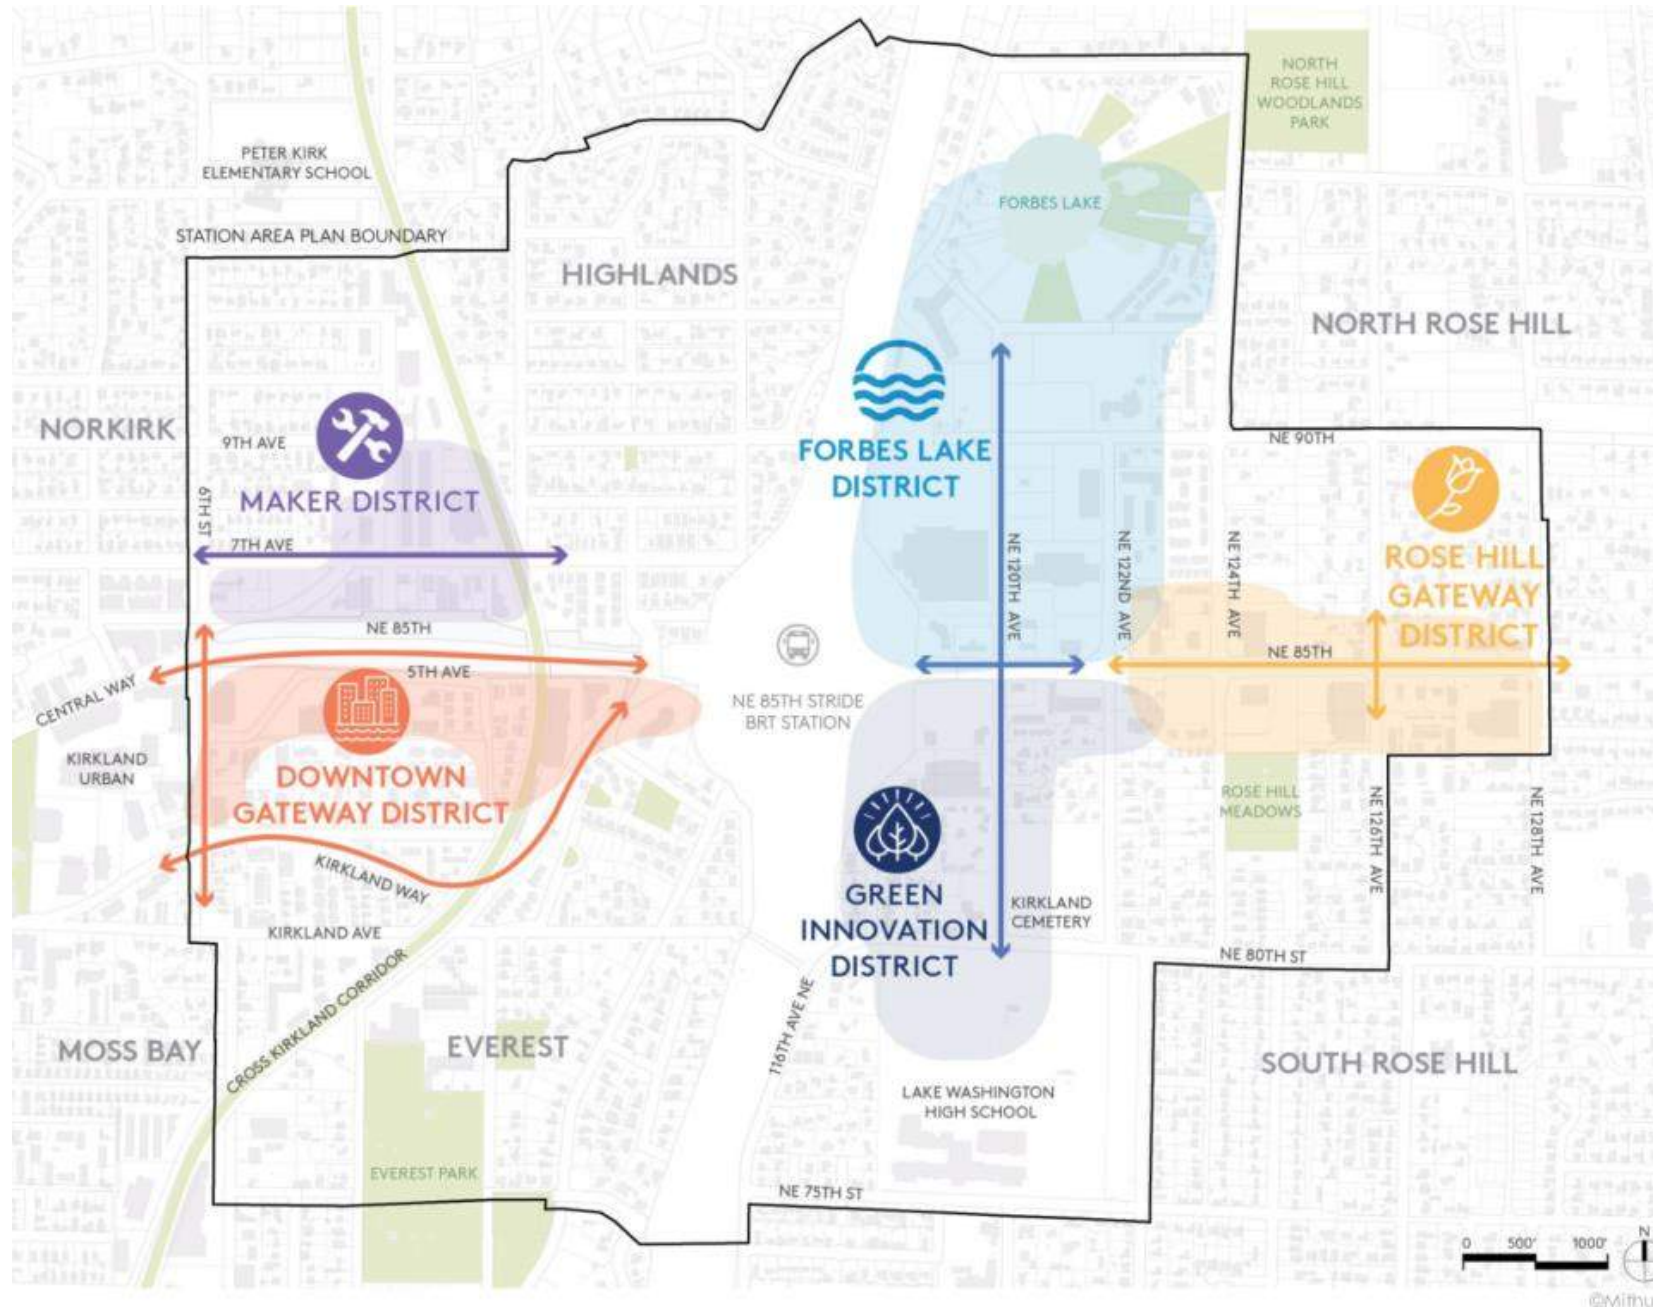 NORTH
ROSE HILL
WOODLANDS
PARK
PETER KIRK
ELEMENTARY SCHOOL
STATION AREA PLAN BOUNDARY
FORBES LAKE
HIGHLANDS
NORTH ROSE HILL
NORKIRK
9TH AVE
MAKER DISTRICT
6TH ST
7TH AVE
FORBES LAKE
DISTRICT
NE 90TH
NE 120TH AVE
NE 122ND AVE
NE 124TH AVE
ROSE HILL
GATEWAY
DISTRICT
NE 85TH
NE 85TH
5TH AVE
CENTRAL WAY
NE 85TH STRIDE
BRT STATION
KIRKLAND
URBAN
DOWNTOWN
GATEWAY DISTRICT
ROSE HILL
MEADOWS
NE 126TH AVE
NE 128TH AVE
KIRKLAND WAY
GREEN
INNOVATION
DISTRICT
KIRKLAND
CEMETERY
KIRKLAND AVE
NE 80TH ST
CROSS KIRKLAND CORRIDOR
116TH AVE NE
MOSS BAY
EVEREST
SOUTH ROSE HILL
LAKE WASHINGTON
HIGH SCHOOL
EVEREST PARK
NE 75TH ST
0 500' 1000'
N
©Mithu